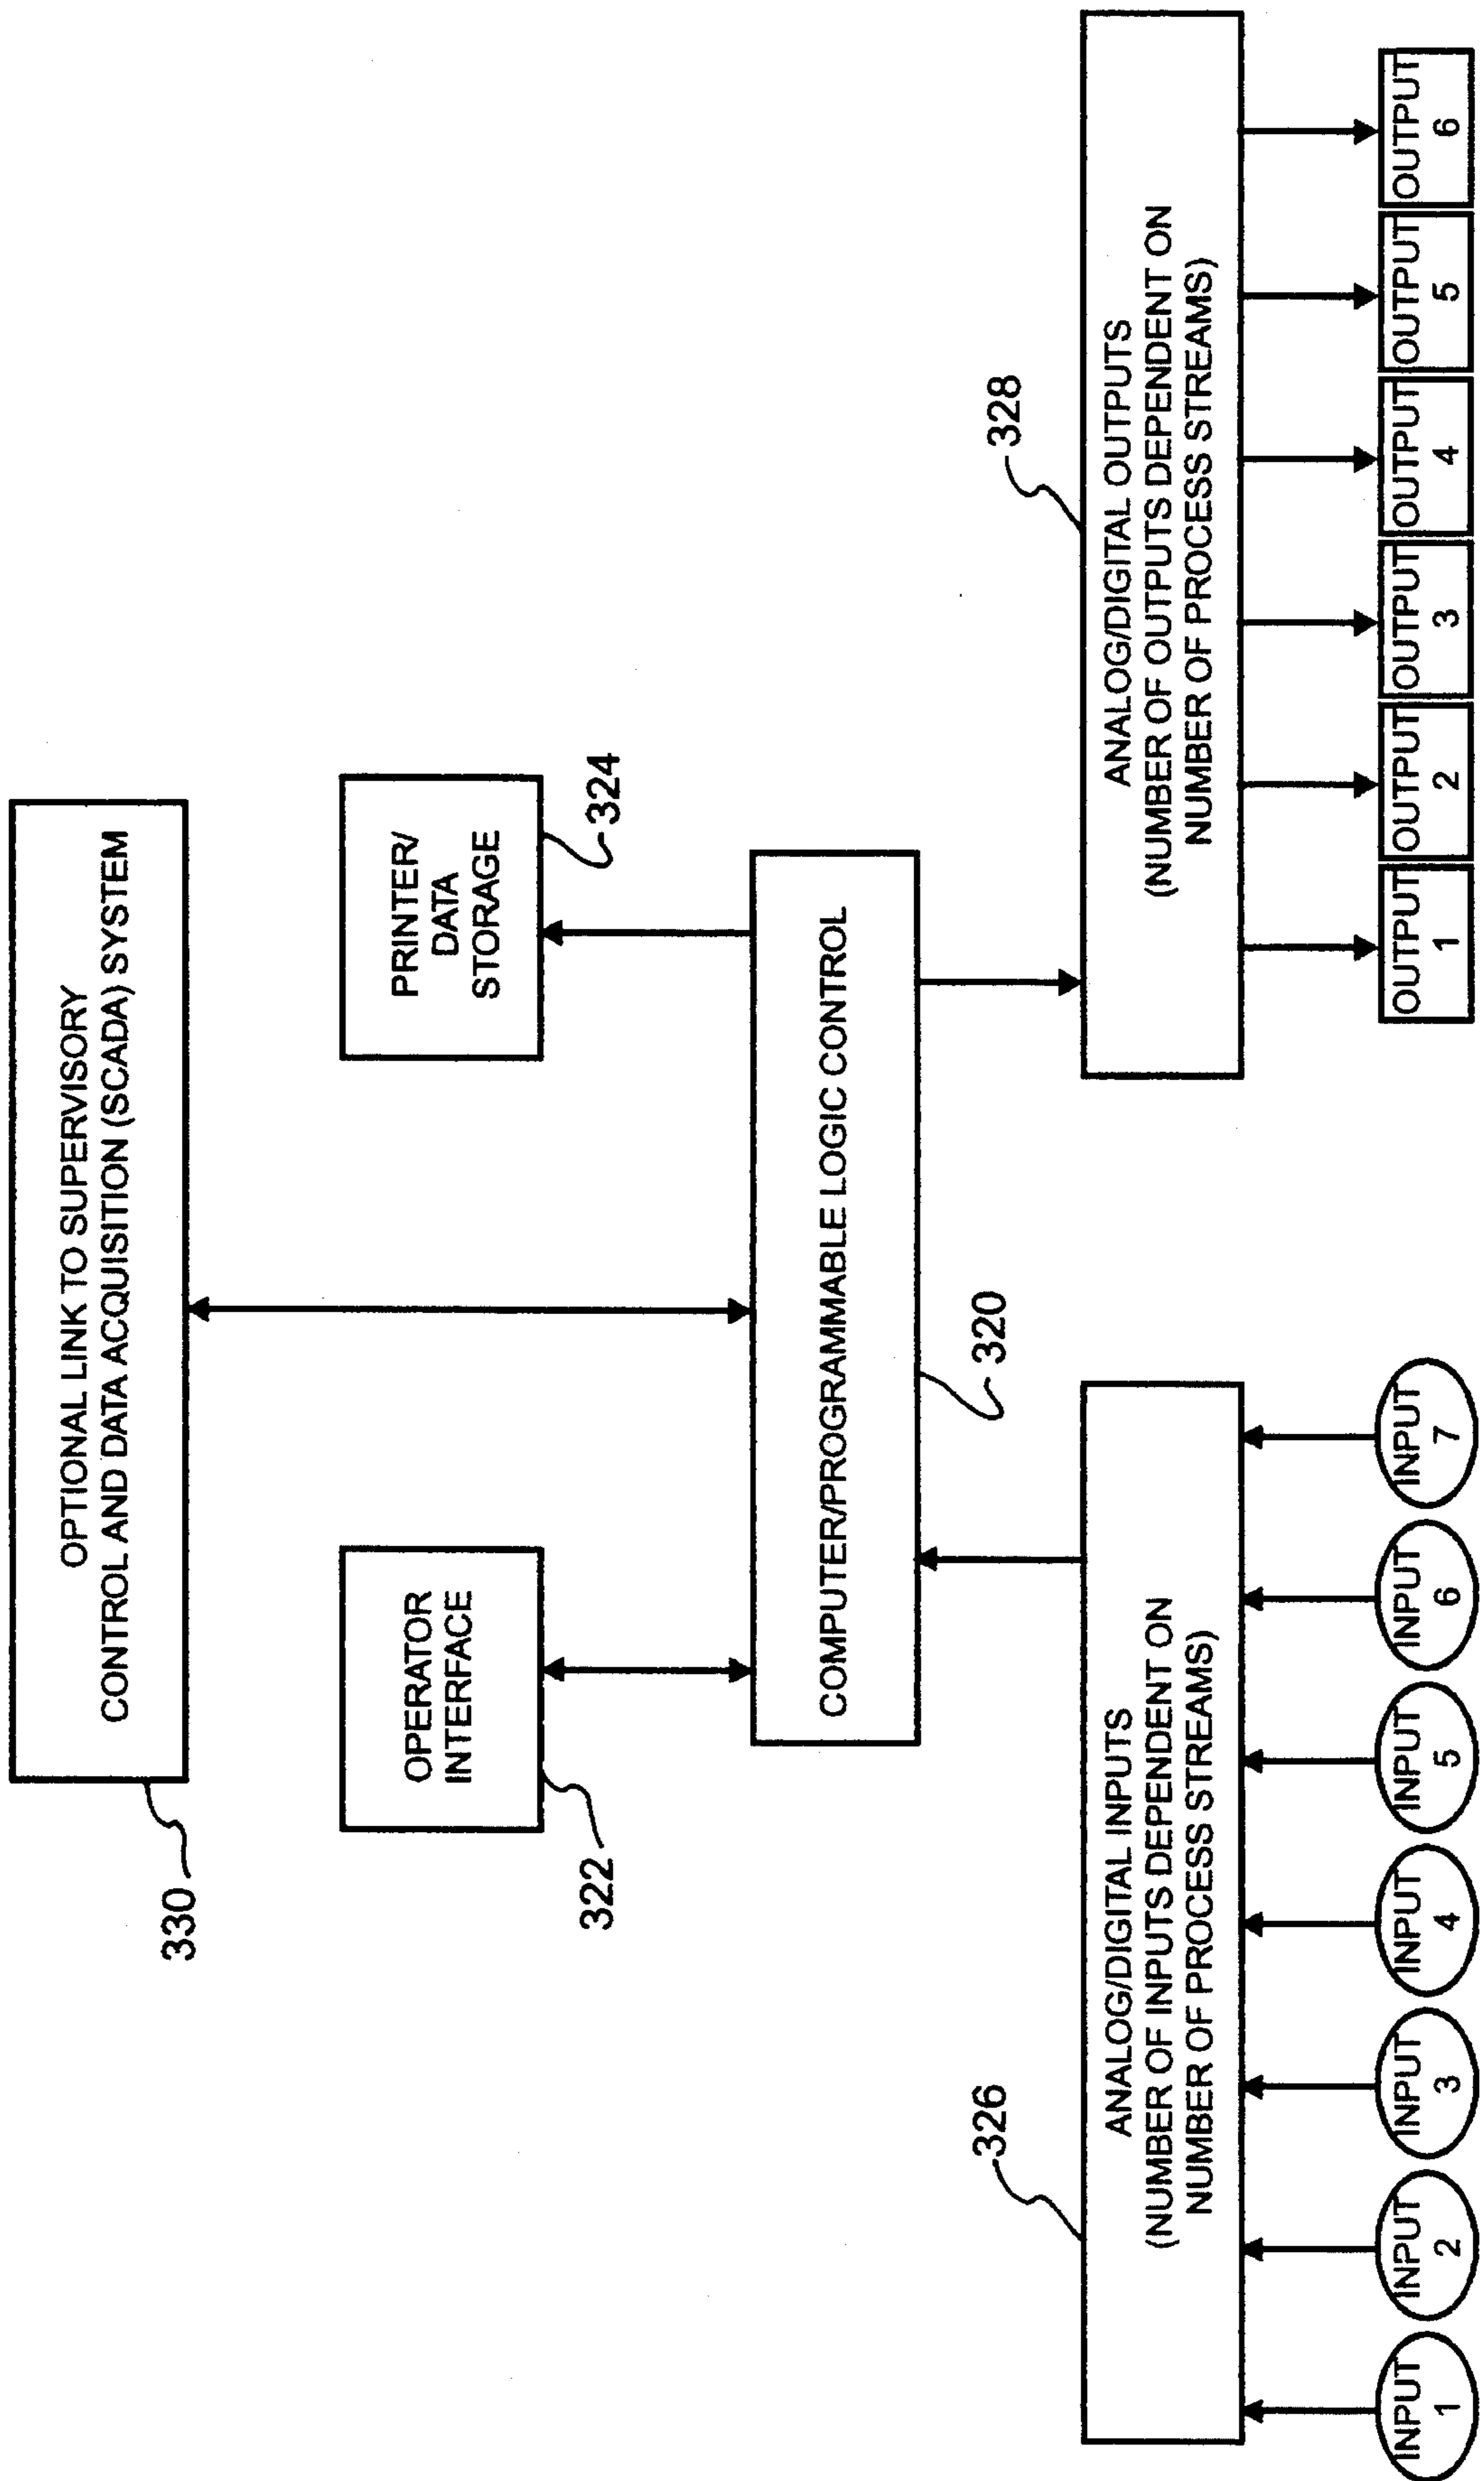 OPTIONAL LINK TO SUPERVISORY
CONTROL AND DATA ACQUISITION (SCADA) SYSTEM
330
OPERATOR
INTERFACE
322
PRINTER/
DATA
STORAGE
324
COMPUTER/PROGRAMMABLE LOGIC CONTROL
320
326
ANALOG/DIGITAL INPUTS
(NUMBER OF INPUTS DEPENDENT ON
NUMBER OF PROCESS STREAMS)
328
ANALOG/DIGITAL OUTPUTS
(NUMBER OF OUTPUTS DEPENDENT ON
NUMBER OF PROCESS STREAMS)
INPUT
1
INPUT
2
INPUT
3
INPUT
4
INPUT
5
INPUT
6
INPUT
7
OUTPUT
1
OUTPUT
2
OUTPUT
3
OUTPUT
4
OUTPUT
5
OUTPUT
6